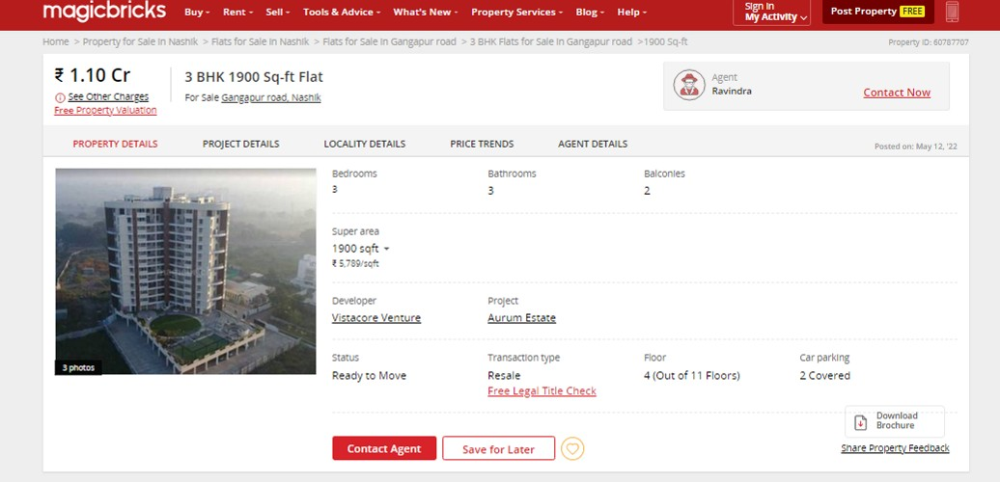 magicbricks
Buy
Rent
Sell
Tools & Advice
What's New
Property Services
Blog
Help
Sign In
My Activity
Post Property FREE
Home > Property for Sale in Nashik > Flats for Sale in Nashik > Flats for Sale in Gangapur road > 3 BHK Flats for Sale in Gangapur road >1900 Sq-ft
Property ID: 60787707
₹ 1.10 Cr
See Other Charges
Free Property Valuation
3 BHK 1900 Sq-ft Flat
For Sale Gangapur road, Nashik
Agent
Ravindra
Contact Now
PROPERTY DETAILS
PROJECT DETAILS
LOCALITY DETAILS
PRICE TRENDS
AGENT DETAILS
Posted on: May 12, '22
3 photos
Bedrooms
3
Bathrooms
3
Balconies
2
Super area
1900 sqft
₹ 5,789/sqft
Developer
Vistacore Venture
Project
Aurum Estate
Status
Ready to Move
Transaction type
Resale
Free Legal Title Check
Floor
4 (Out of 11 Floors)
Car parking
2 Covered
Download
Brochure
Contact Agent
Save for Later
Share Property Feedback